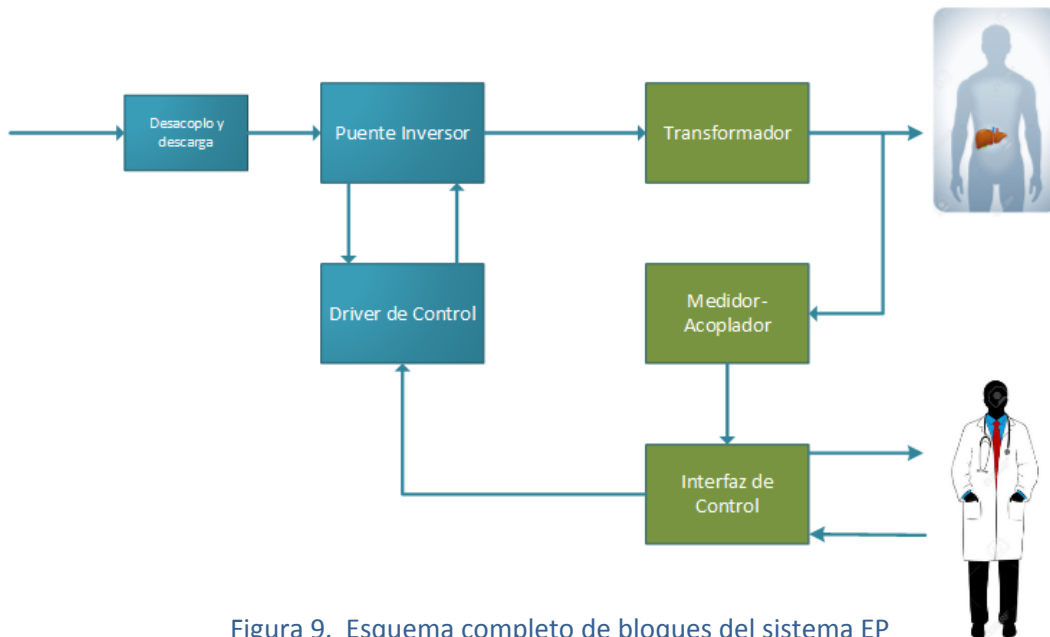 Desacoplo y
descarga
Puente Inversor
Transformador
Driver de Control
Medidor-
Acoplador
Interfaz de
Control
Figura 9. Esquema completo de bloques del sistema EP